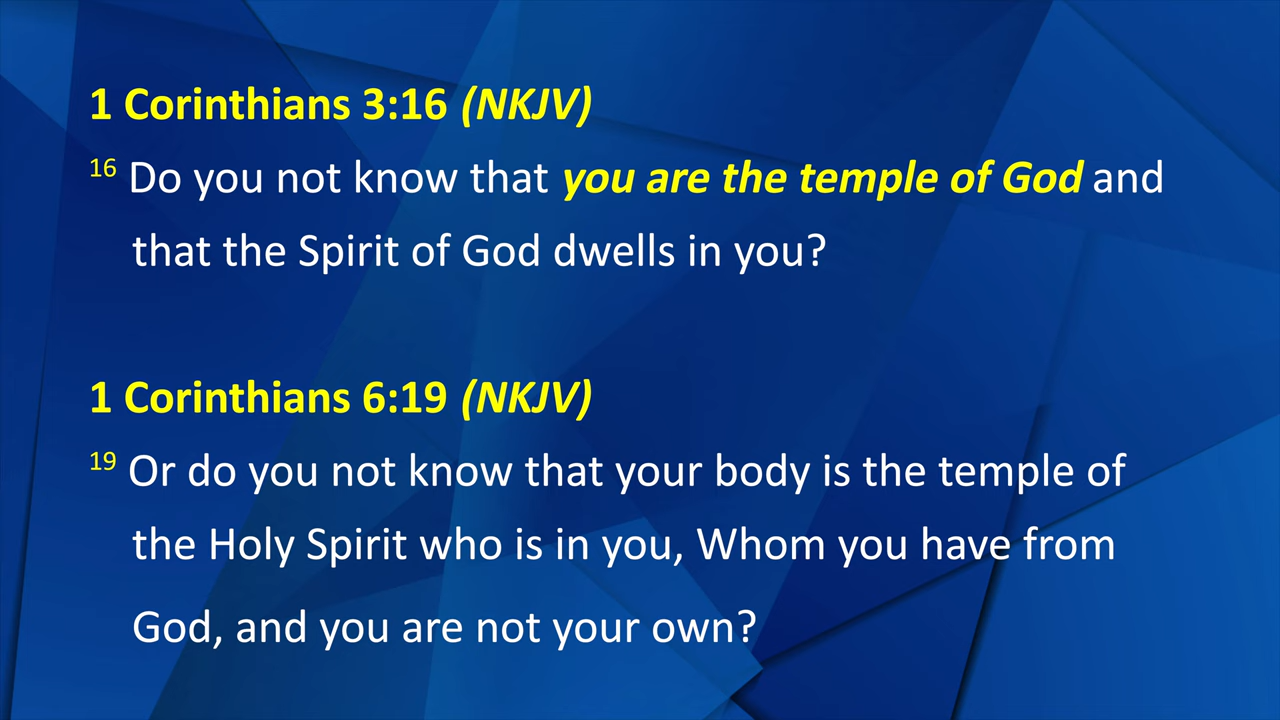 1 Corinthians 3:16 (NKJV)
16 Do you not know that you are the temple of God and
that the Spirit of God dwells in you?
1 Corinthians 6:19 (NKJV)
19 Or do you not know that your body is the temple of
the Holy Spirit who is in you, Whom you have from
God, and you are not your own?